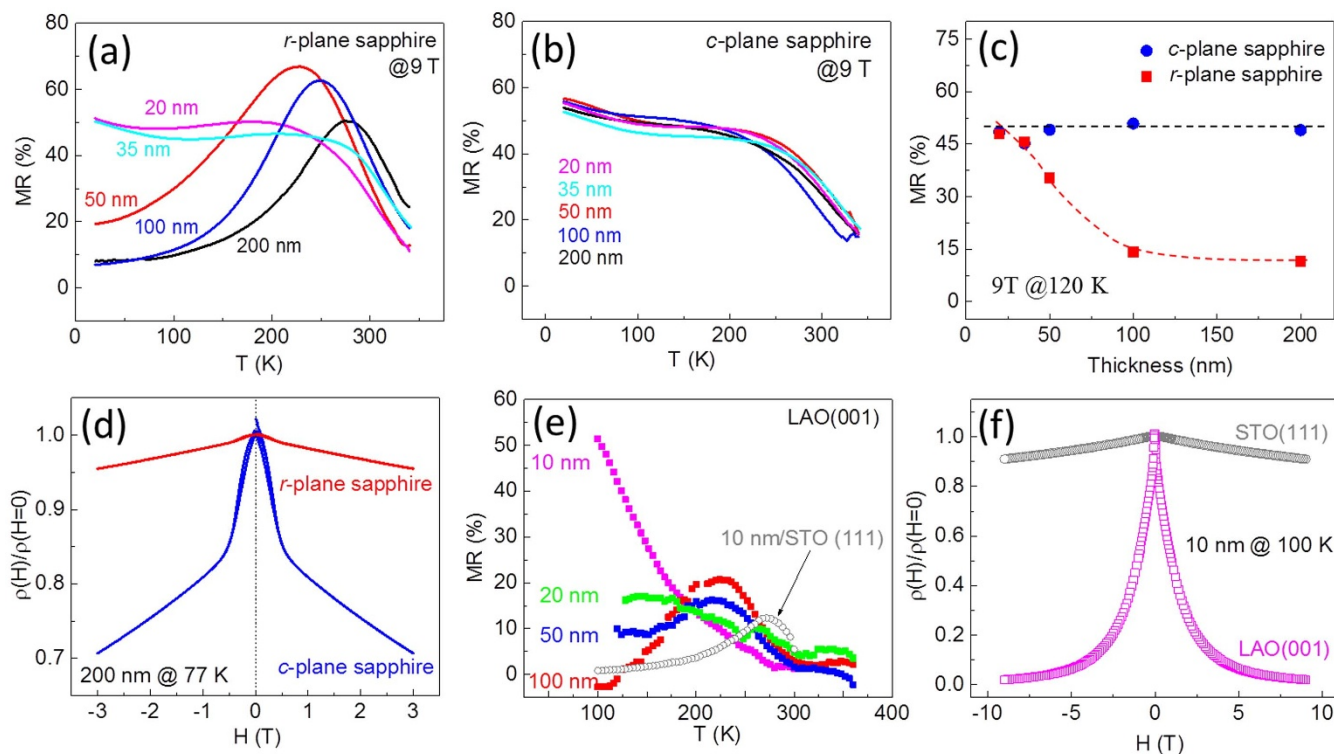 (a)
r-plane sapphire
@9 T
20 nm
35 nm
50 nm
100 nm
200 nm
MR (%)
80
60
40
20
0
0 100 200 300
T (K)
(b)
c-plane sapphire
@9 T
20 nm
35 nm
50 nm
100 nm
200 nm
MR (%)
80
60
40
20
0
0 100 200 300
T (K)
(c)
c-plane sapphire
r-plane sapphire
9T @120 K
MR (%)
75
60
45
30
15
0
0 50 100 150 200
Thickness (nm)
(d)
r-plane sapphire
c-plane sapphire
200 nm @ 77 K
ρ(H)/ρ(H=0)
1.0
0.9
0.8
0.7
-3 -2 -1 0 1 2 3
H (T)
(e)
LAO(001)
10 nm
10 nm/STO (111)
20 nm
50 nm
100 nm
MR (%)
60
50
40
30
20
10
0
0 100 200 300 400
T (K)
(f)
STO(111)
10 nm @ 100 K
LAO(001)
ρ(H)/ρ(H=0)
1.0
0.8
0.6
0.4
0.2
0.0
-10 -5 0 5 10
H (T)